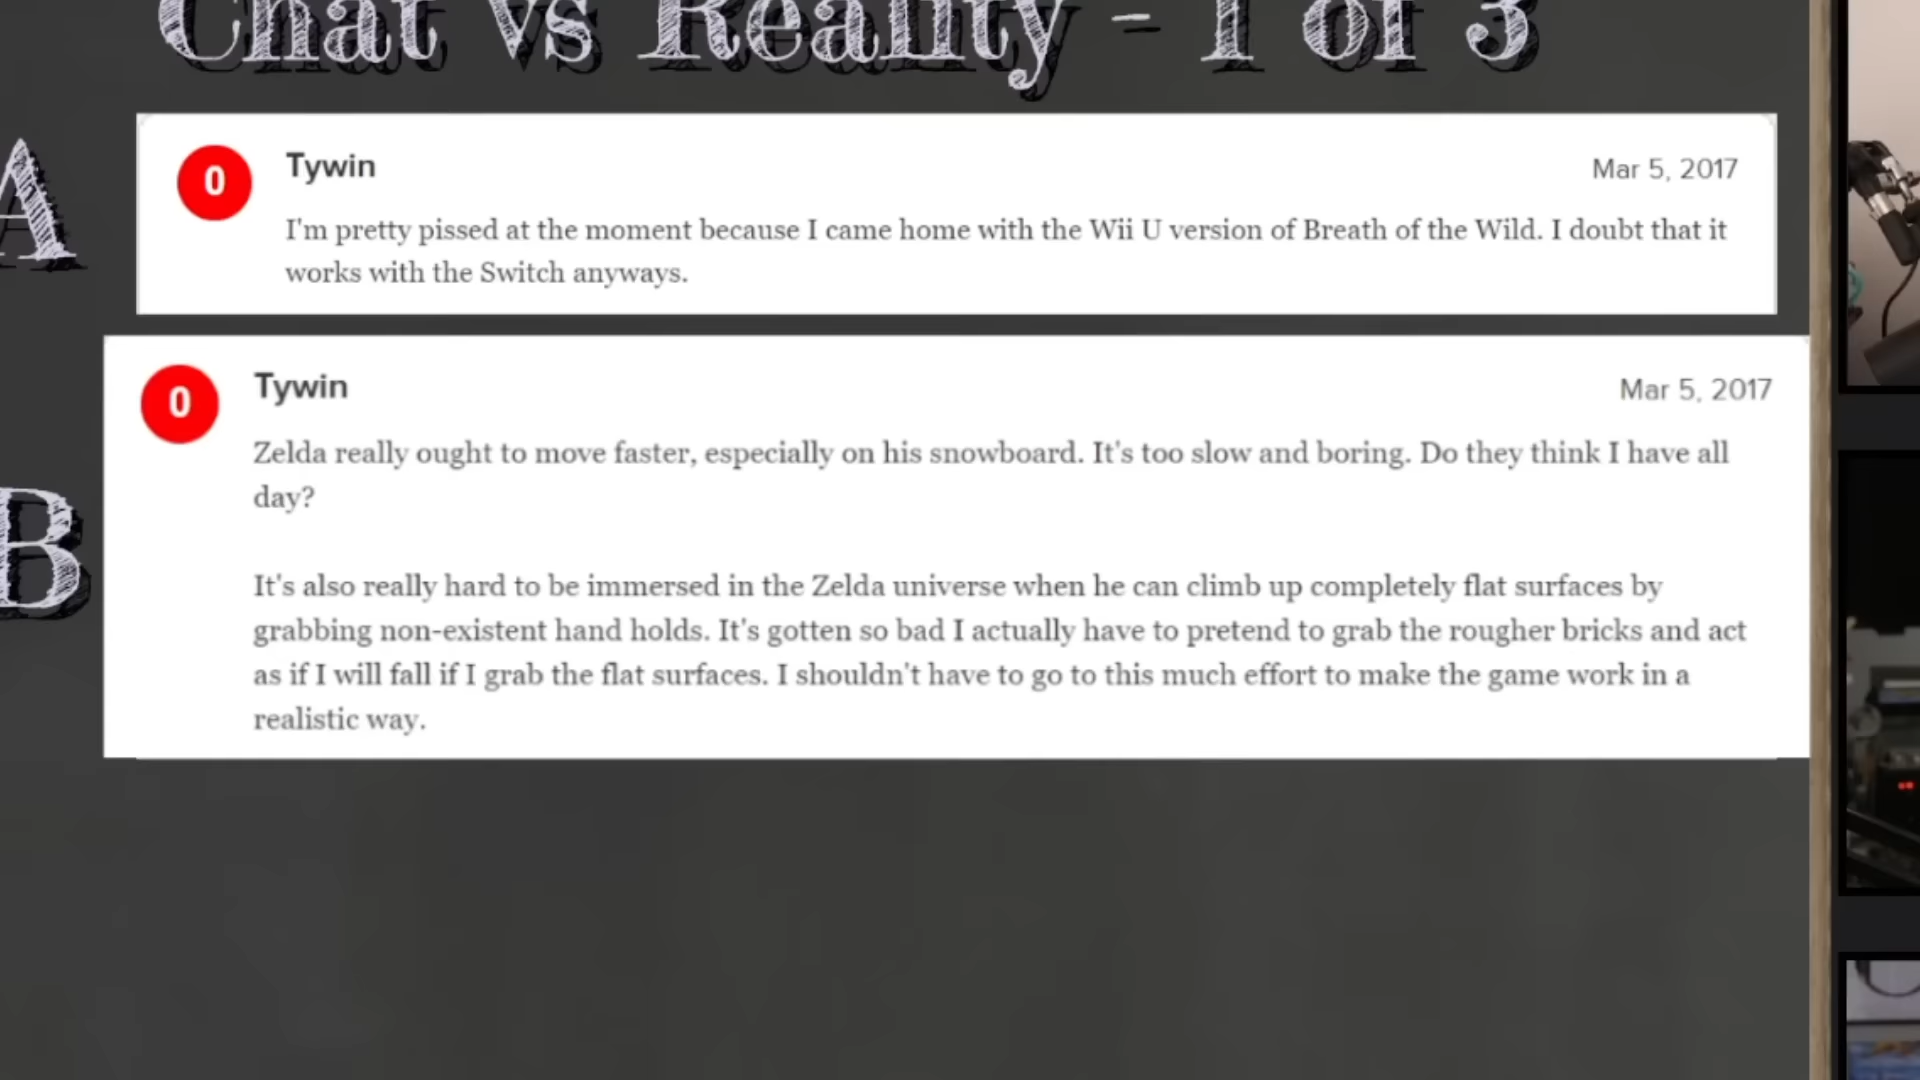 Chat vs Reality - 1 of 3
A
0
Tywin
Mar 5, 2017
I'm pretty pissed at the moment because I came home with the Wii U version of Breath of the Wild. I doubt that it
works with the Switch anyways.
B
0
Tywin
Mar 5, 2017
Zelda really ought to move faster, especially on his snowboard. It's too slow and boring. Do they think I have all
day?
It's also really hard to be immersed in the Zelda universe when he can climb up completely flat surfaces by
grabbing non-existent hand holds. It's gotten so bad I actually have to pretend to grab the rougher bricks and act
as if I will fall if I grab the flat surfaces. I shouldn't have to go to this much effort to make the game work in a
realistic way.